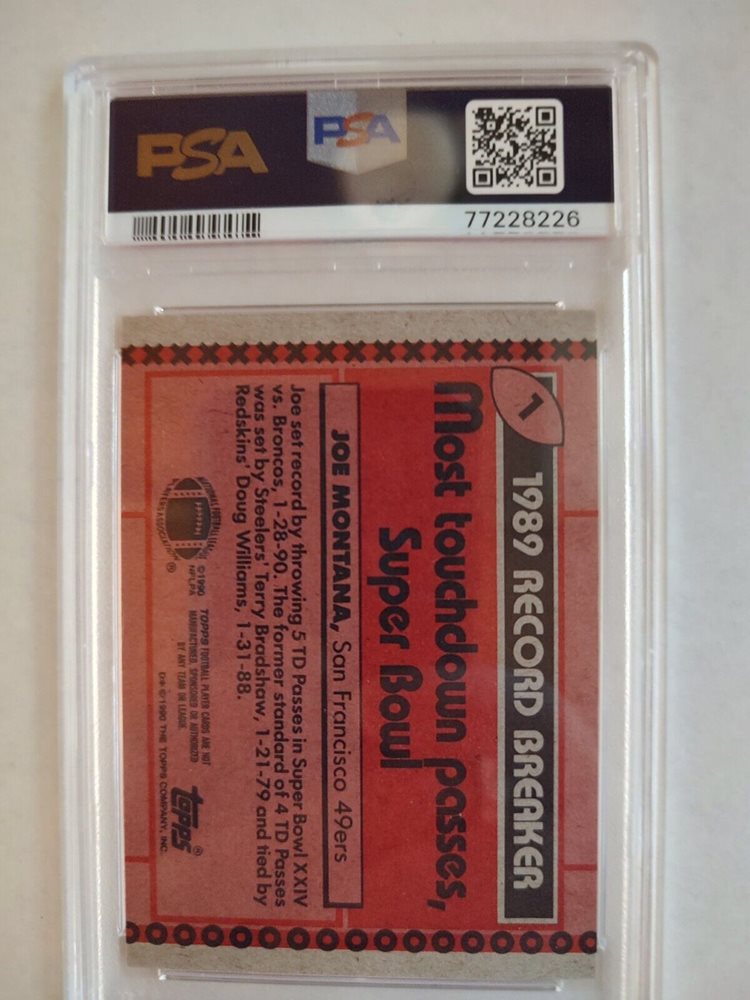 PSA
PSA
77228226
1
1989 RECORD BREAKER
Most touchdown passes,
Super Bowl
JOE MONTANA, San Francisco 49ers
Joe set record by throwing 5 TD Passes in Super Bowl XXIV
vs. Broncos, 1-28-90. The former standard of 4 TD Passes
was set by Steelers' Terry Bradshaw, 1-21-79 and tied by
Redskins' Doug Williams, 1-31-88.
©1990
NFLPA
TOPPS FOOTBALL PLAYER CARDS ARE NOT
MANUFACTURED, SPONSORED OR AUTHORIZED
BY ANY TEAM OR LEAGUE.
topps®
D* © 1990 THE TOPPS COMPANY, INC.